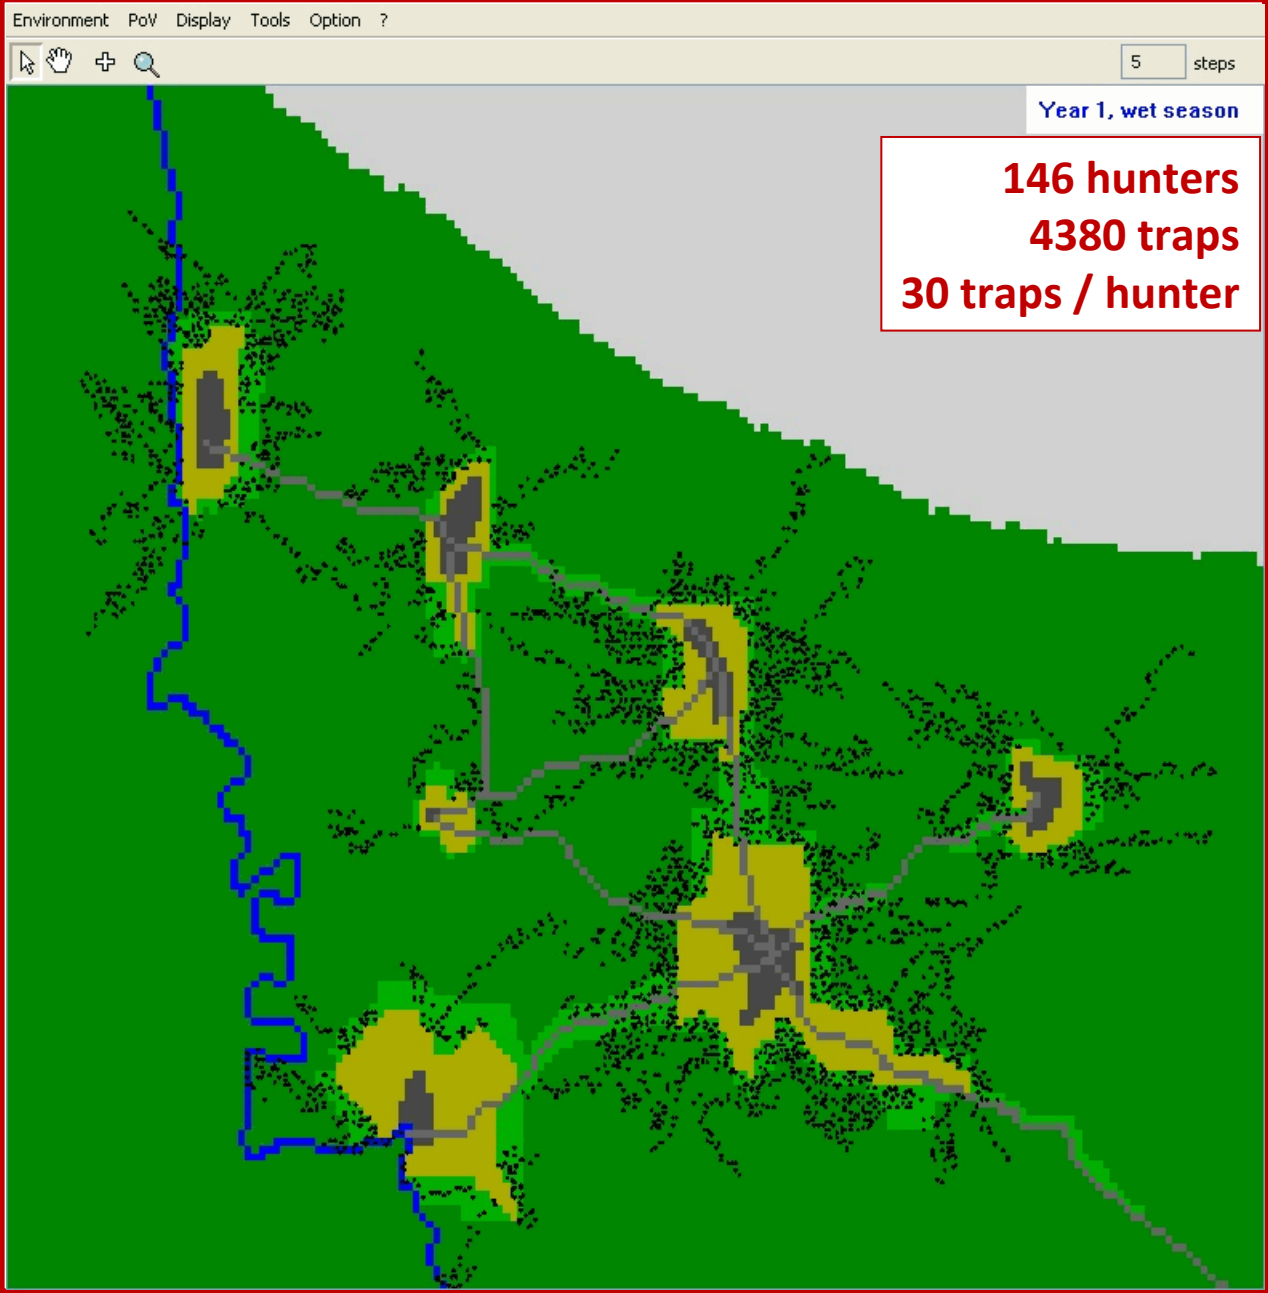 Environment PoV Display Tools Option ?
5 steps
Year 1, wet season
146 hunters
4380 traps
30 traps / hunter